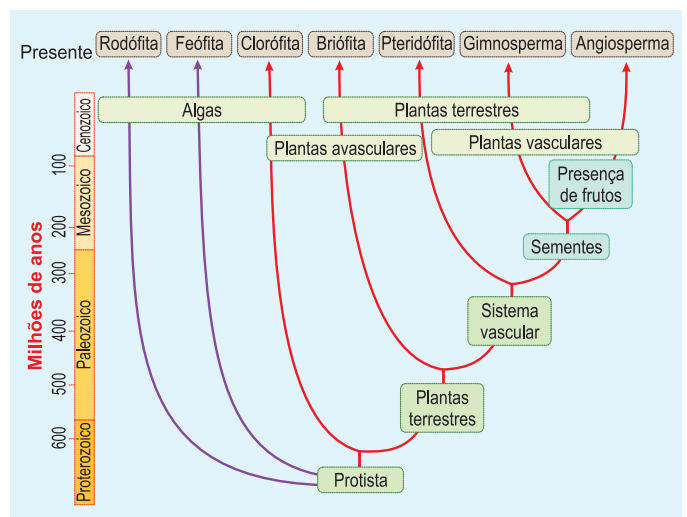 Presente
Rodófita
Feófita
Clorófita
Briófita
Pteridófita
Gimnosperma
Angiosperma
Algas
Plantas terrestres
Plantas avasculares
Plantas vasculares
Presença
de frutos
Sementes
Sistema
vascular
Plantas
terrestres
Protista
Milhões de anos
100
200
300
400
500
600
Cenozoico
Mesozoico
Paleozoico
Proterozoico